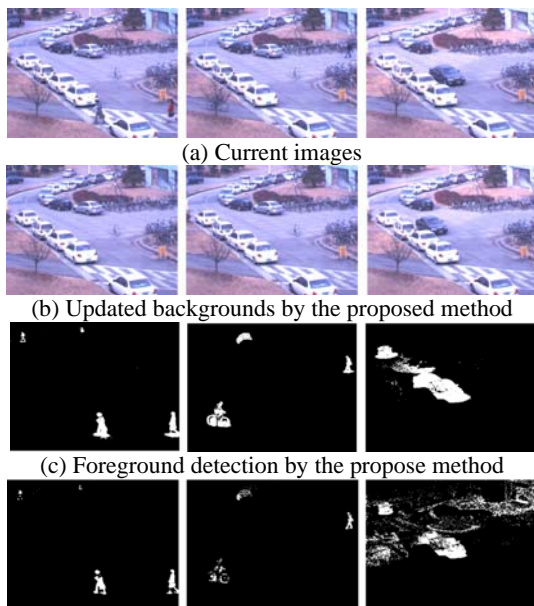 (a) Current images
(b) Updated backgrounds by the proposed method
(c) Foreground detection by the propose method